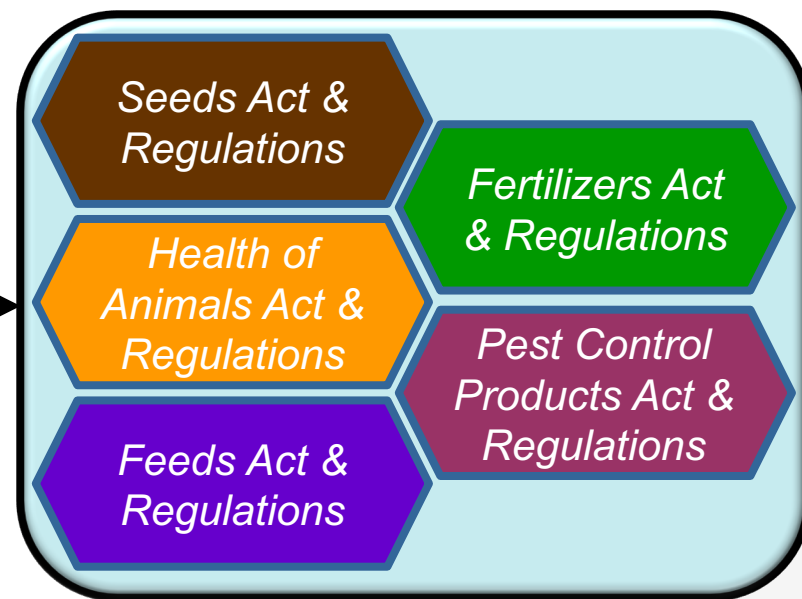 Seeds Act &
Regulations
Fertilizers Act
& Regulations
Health of
Animals Act &
Regulations
Pest Control
Products Act &
Regulations
Feeds Act &
Regulations